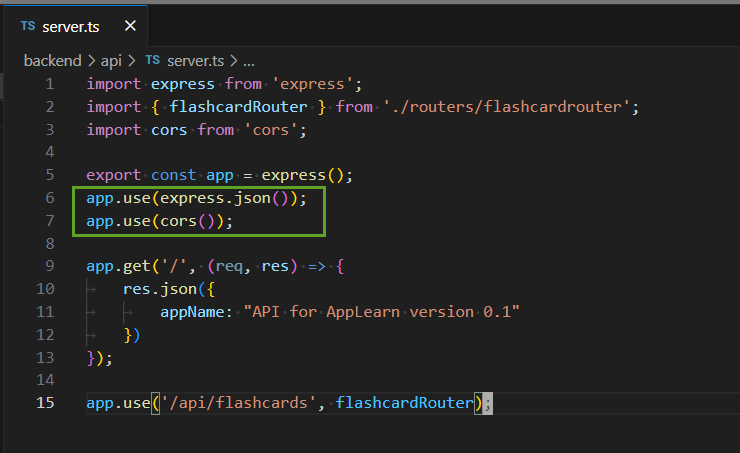 TS server.ts ×
backend > api > TS server.ts > ...
1 import express from 'express';
2 import { flashcardRouter } from './routers/flashcardrouter';
3 import cors from 'cors';
4
5 export const app = express();
6 app.use(express.json());
7 app.use(cors());
8
9 app.get('/', (req, res) => {
10 res.json({
11 appName: "API for AppLearn version 0.1"
12 })
13 });
14
15 app.use('/api/flashcards', flashcardRouter);